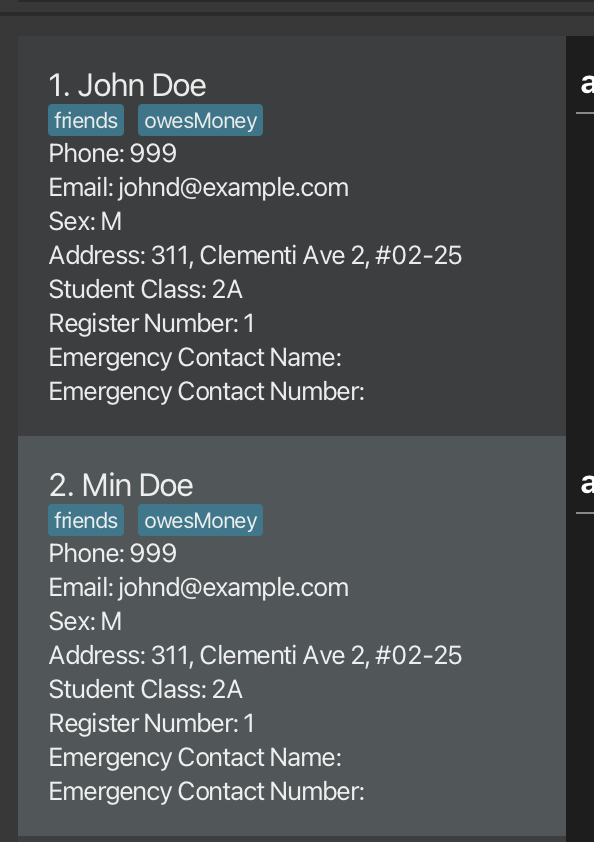 1. John Doe
friends owesMoney
Phone: 999
Email: johnd@example.com
Sex: M
Address: 311, Clementi Ave 2, #02-25
Student Class: 2A
Register Number: 1
Emergency Contact Name:
Emergency Contact Number:
a
2. Min Doe
friends owesMoney
Phone: 999
Email: johnd@example.com
Sex: M
Address: 311, Clementi Ave 2, #02-25
Student Class: 2A
Register Number: 1
Emergency Contact Name:
Emergency Contact Number:
a